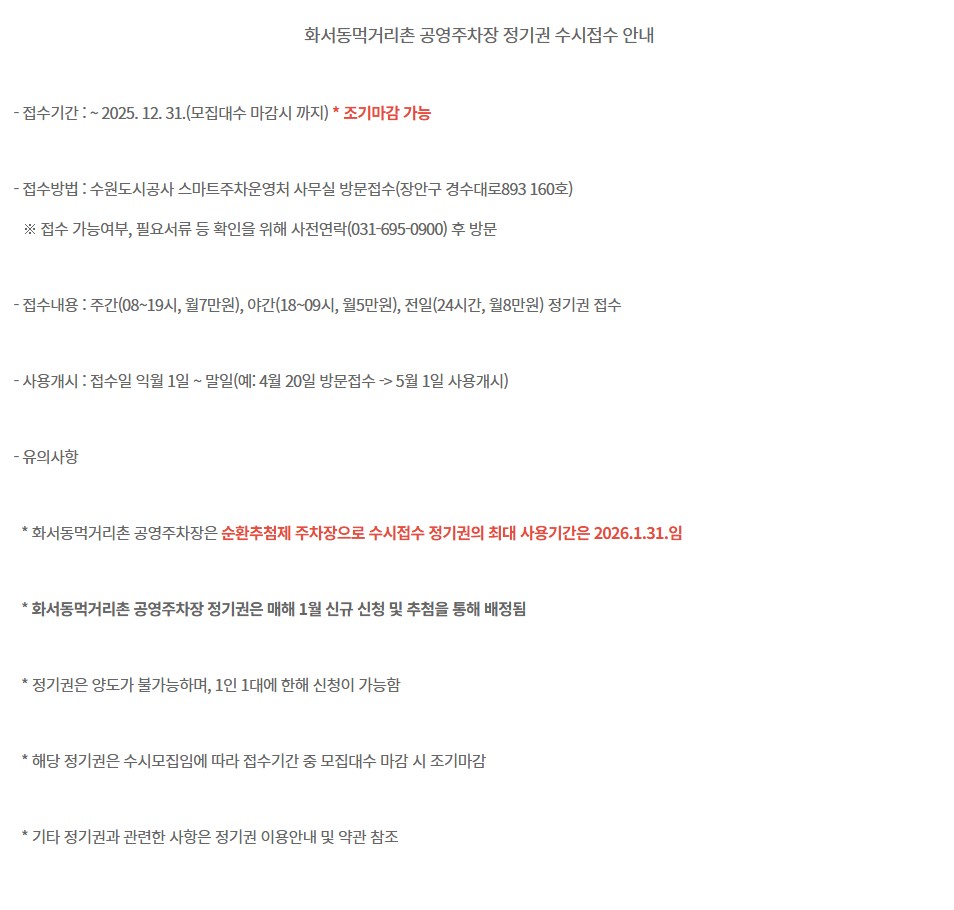 화서동먹거리촌 공영주차장 정기권 수시접수 안내
- 접수기간 : ~ 2025. 12. 31.(모집대수 마감시 까지) * 조기마감 가능
- 접수방법 : 수원도시공사 스마트주차운영처 사무실 방문접수(장안구 경수대로893 160호)
※ 접수 가능여부, 필요서류 등 확인을 위해 사전연락(031-695-0900) 후 방문
- 접수내용 : 주간(08~19시, 월7만원), 야간(18~09시, 월5만원), 전일(24시간, 월8만원) 정기권 접수
- 사용개시 : 접수일 익월 1일 ~ 말일(예: 4월 20일 방문접수 -> 5월 1일 사용개시)
- 유의사항
* 화서동먹거리촌 공영주차장은 순환추첨제 주차장으로 수시접수 정기권의 최대 사용기간은 2026.1.31.임
* 화서동먹거리촌 공영주차장 정기권은 매해 1월 신규 신청 및 추첨을 통해 배정됨
* 정기권은 양도가 불가능하며, 1인 1대에 한해 신청이 가능함
* 해당 정기권은 수시모집임에 따라 접수기간 중 모집대수 마감 시 조기마감
* 기타 정기권과 관련한 사항은 정기권 이용안내 및 약관 참조